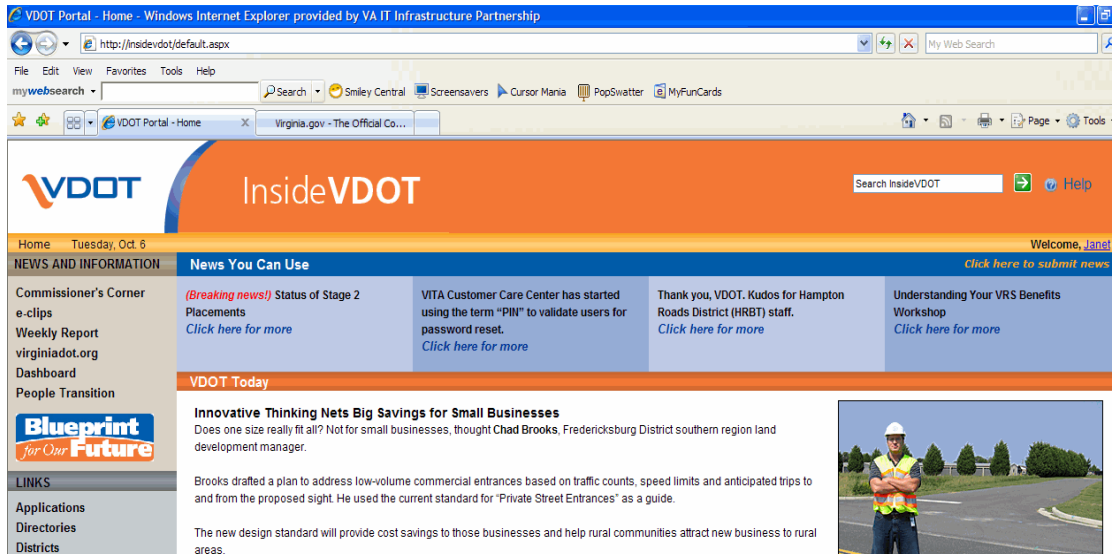 VDOT Portal - Home - Windows Internet Explorer provided by VA IT Infrastructure Partnership
http://insidevdot/default.aspx
My Web Search
File Edit View Favorites Tools Help
mywebsearch
Search Smiley Central Screensavers Cursor Mania PopSwatter MyFunCards
VDOT Portal - Home X Virginia.gov - The Official Co...
Page Tools
VDOT
InsideVDOT
Search InsideVDOT
Help
Home Tuesday, Oct. 6
Welcome, Janet
NEWS AND INFORMATION
Commissioner's Corner
e-clips
Weekly Report
virginiadot.org
Dashboard
People Transition
Blueprint
for Our Future
LINKS
Applications
Directories
Districts
News You Can Use
Click here to submit news
(Breaking news!) Status of Stage 2
Placements
Click here for more
VITA Customer Care Center has started
using the term “PIN” to validate users for
password reset.
Click here for more
Thank you, VDOT. Kudos for Hampton
Roads District (HRBT) staff.
Click here for more
Understanding Your VRS Benefits
Workshop
Click here for more
VDOT Today
Innovative Thinking Nets Big Savings for Small Businesses
Does one size really fit all? Not for small businesses, thought Chad Brooks, Fredericksburg District southern region land
development manager.
Brooks drafted a plan to address low-volume commercial entrances based on traffic counts, speed limits and anticipated trips to
and from the proposed sight. He used the current standard for “Private Street Entrances” as a guide.
The new design standard will provide cost savings to those businesses and help rural communities attract new business to rural
areas.